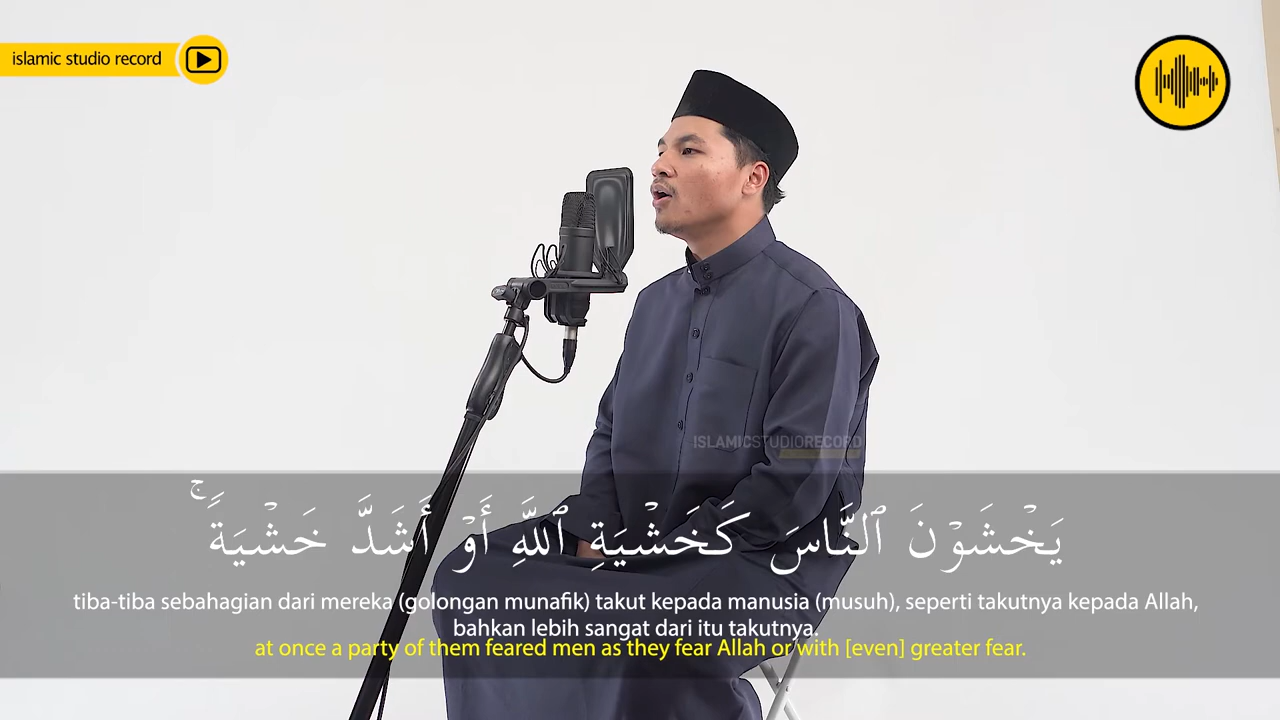 islamic studio record
ISLAMICSTUDIORECORD
يَخْشَوْنَ ٱلنَّاسَ كَخَشْيَةِ ٱللَّهِ أَوْ أَشَدَّ خَشْيَةً ۚ
tiba-tiba sebahagian dari mereka (golongan munafik) takut kepada manusia (musuh), seperti takutnya kepada Allah,
bahkan lebih sangat dari itu takutnya.
at once a party of them feared men as they fear Allah or with [even] greater fear.